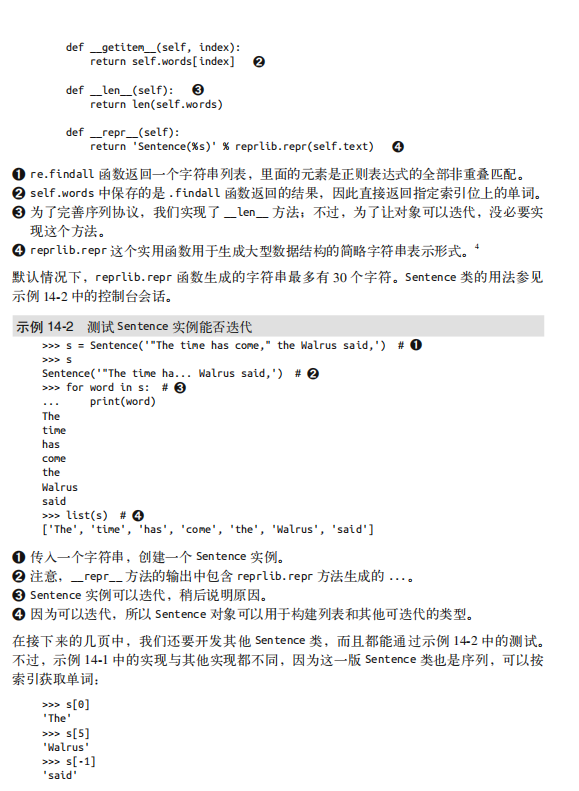 def __getitem__(self, index):
return self.words[index] ❷
def __len__(self): ❸
return len(self.words)
def __repr__(self):
return 'Sentence(%s)' % reprlib.repr(self.text) ❹
❶ re.findall 函数返回一个字符串列表，里面的元素是正则表达式的全部非重叠匹配。
❷ self.words 中保存的是 .findall 函数返回的结果，因此直接返回指定索引位上的单词。
❸ 为了完善序列协议，我们实现了 __len__ 方法；不过，为了让对象可以迭代，没必要实
现这个方法。
❹ reprlib.repr 这个实用函数用于生成大型数据结构的简略字符串表示形式。4
默认情况下，reprlib.repr 函数生成的字符串最多有 30 个字符。Sentence 类的用法参见
示例 14-2 中的控制台会话。
示例 14-2 测试 Sentence 实例能否迭代
>>> s = Sentence('"The time has come," the Walrus said,') # ❶
>>> s
Sentence('"The time ha... Walrus said,') # ❷
>>> for word in s: # ❸
... print(word)
The
time
has
come
the
Walrus
said
>>> list(s) # ❹
['The', 'time', 'has', 'come', 'the', 'Walrus', 'said']
❶ 传入一个字符串，创建一个 Sentence 实例。
❷ 注意，__repr__ 方法的输出中包含 reprlib.repr 方法生成的 ...。
❸ Sentence 实例可以迭代，稍后说明原因。
❹ 因为可以迭代，所以 Sentence 对象可以用于构建列表和其他可迭代的类型。
在接下来的几页中，我们还要开发其他 Sentence 类，而且都能通过示例 14-2 中的测试。
不过，示例 14-1 中的实现与其他实现都不同，因为这一版 Sentence 类也是序列，可以按
索引获取单词：
>>> s[0]
'The'
>>> s[5]
'Walrus'
>>> s[-1]
'said'